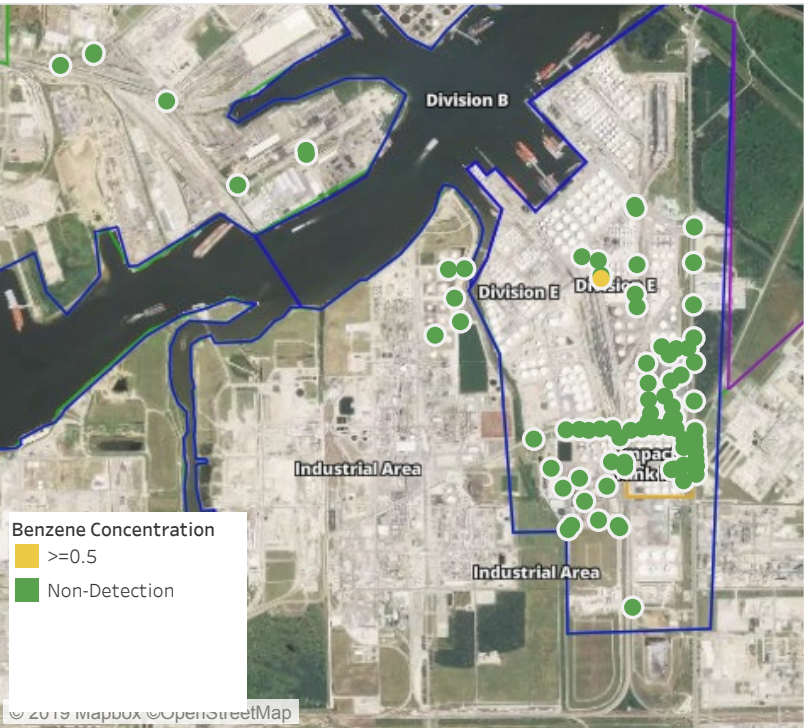 Division B
Division E
Division E
Industrial Area
Industrial Area
Benzene Concentration
>=0.5
Non-Detection
© 2019 Mapbox ©OpenStreetMap